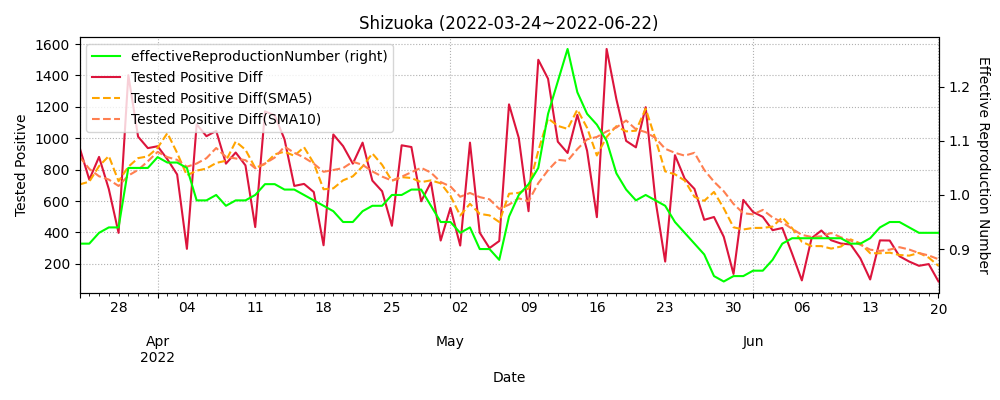 Shizuoka (2022-03-24~2022-06-22)
effectiveReproductionNumber (right)
Tested Positive Diff
Tested Positive Diff(SMA5)
Tested Positive Diff(SMA10)
Tested Positive
1600
1400
1200
1000
800
600
400
200
1.2
1.1
1.0
0.9
Effective Reproduction Number
28 04 11 18 25 02 09 16 23 30 06 13 20
Apr May Jun
2022
Date